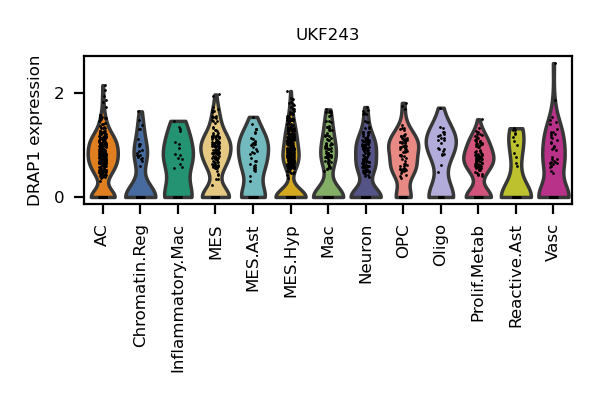 UKF243
DRAP1 expression
2
0
AC
Chromatin.Reg
Inflammatory.Mac
MES
MES.Ast
MES.Hyp
Mac
Neuron
OPC
Oligo
Prolif.Metab
Reactive.Ast
Vasc